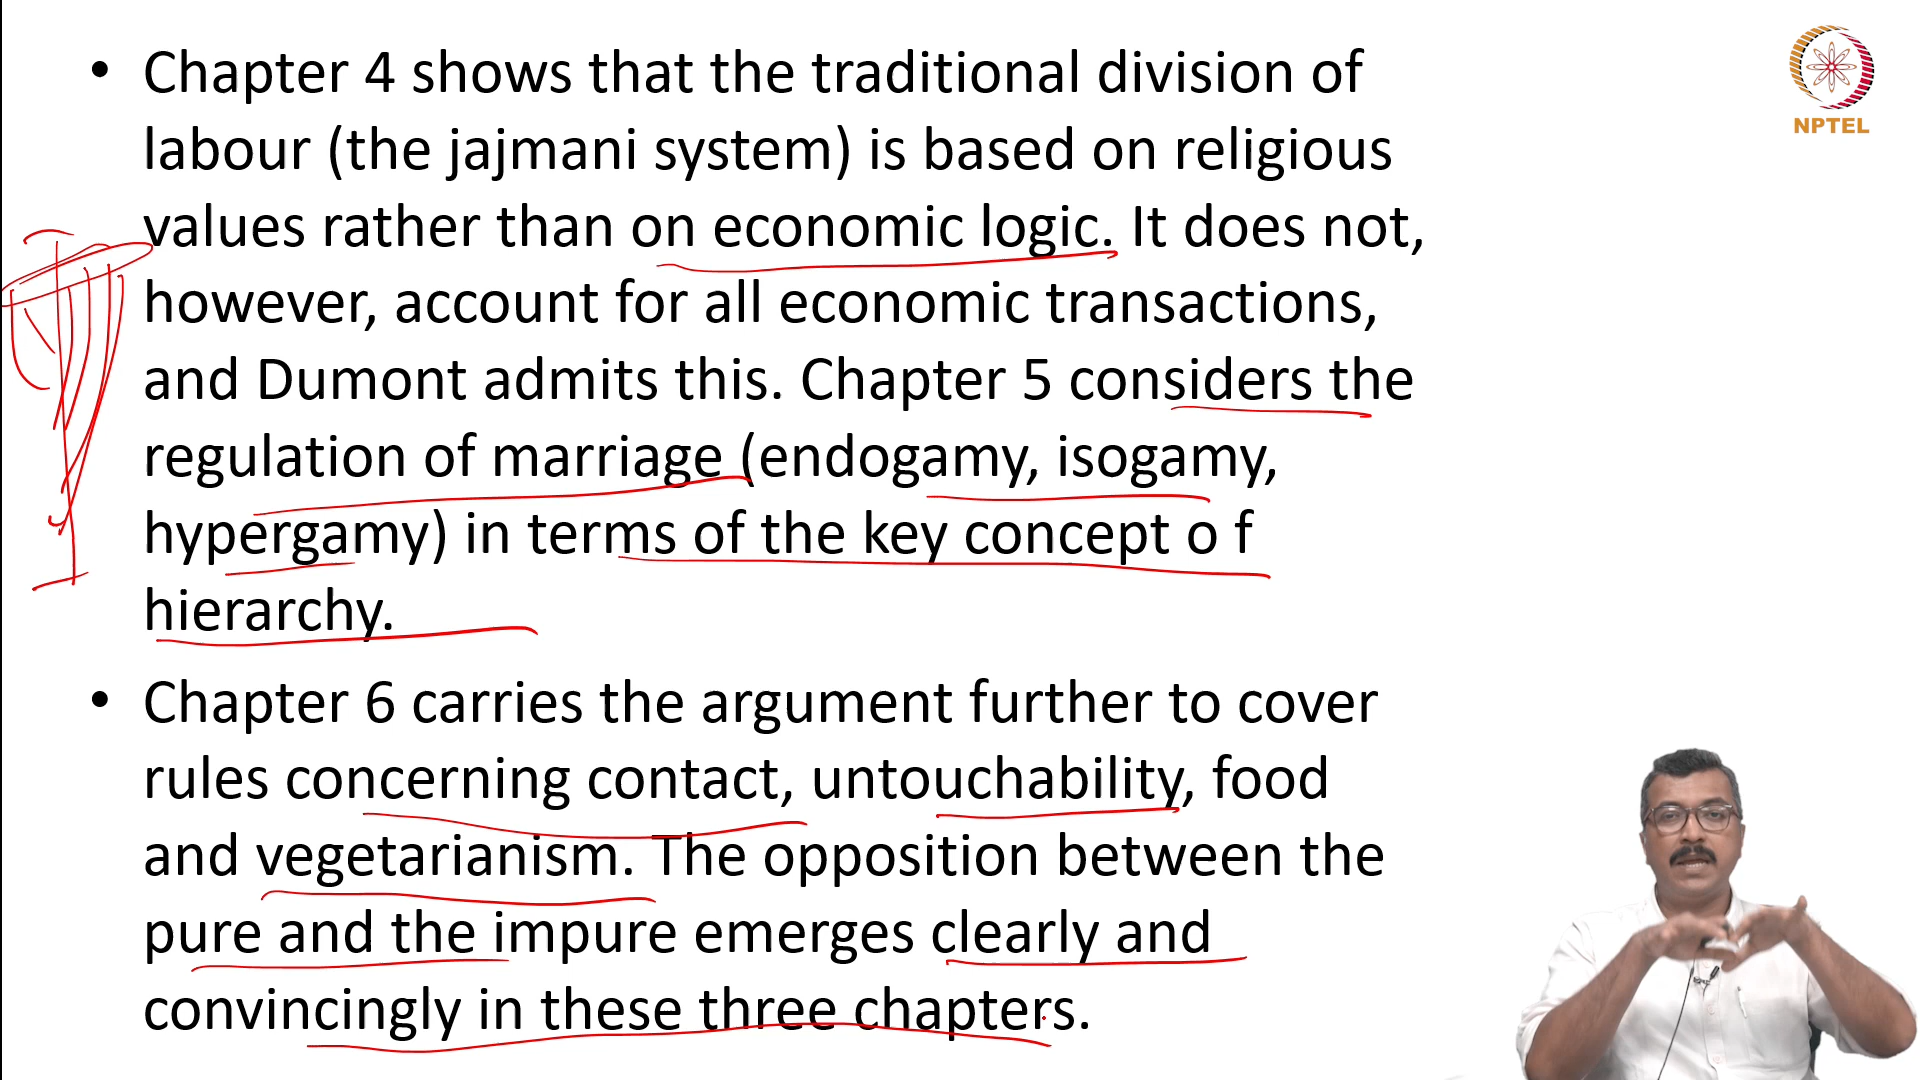 NPTEL
• Chapter 4 shows that the traditional division of
labour (the jajmani system) is based on religious
values rather than on economic logic. It does not,
however, account for all economic transactions,
and Dumont admits this. Chapter 5 considers the
regulation of marriage (endogamy, isogamy,
hypergamy) in terms of the key concept o f
hierarchy.
• Chapter 6 carries the argument further to cover
rules concerning contact, untouchability, food
and vegetarianism. The opposition between the
pure and the impure emerges clearly and
convincingly in these three chapters.